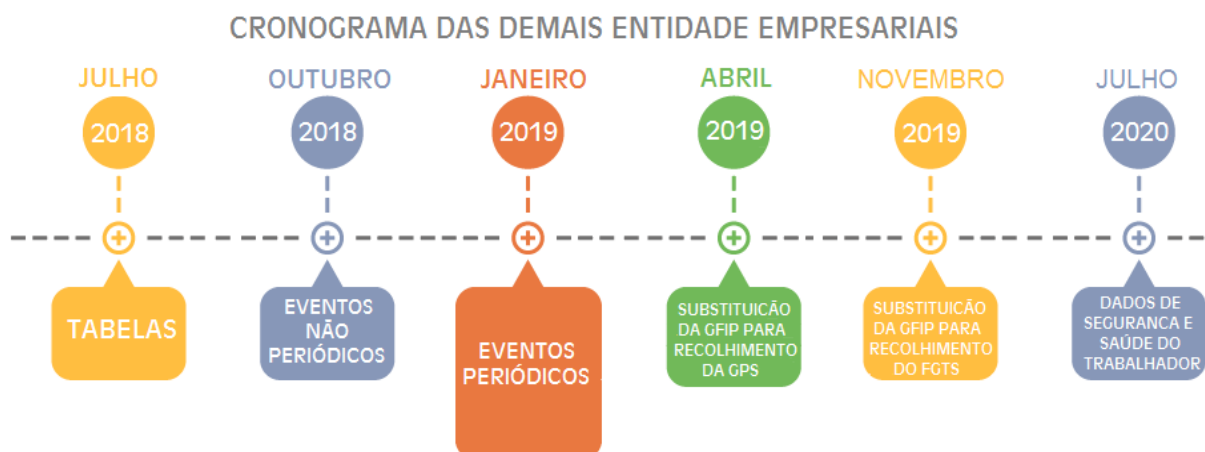 CRONOGRAMA DAS DEMAIS ENTIDADE EMPRESARIAIS
JULHO
2018
TABELAS
OUTUBRO
2018
EVENTOS
NÃO
PERIÓDICOS
JANEIRO
2019
EVENTOS
PERIÓDICOS .
ABRIL
2019
SUBSTITUICÃO
DA GFIP PARA
RECOLHIMENTO
DA GPS
NOVEMBRO
2019
SUBSTITUICÃO
DA GFIP PARA
RECOLHIMENTO
DO FGTS
JULHO
2020
DADOS DE
SEGURANCA E
SAÚDE DO
TRABALHADOR